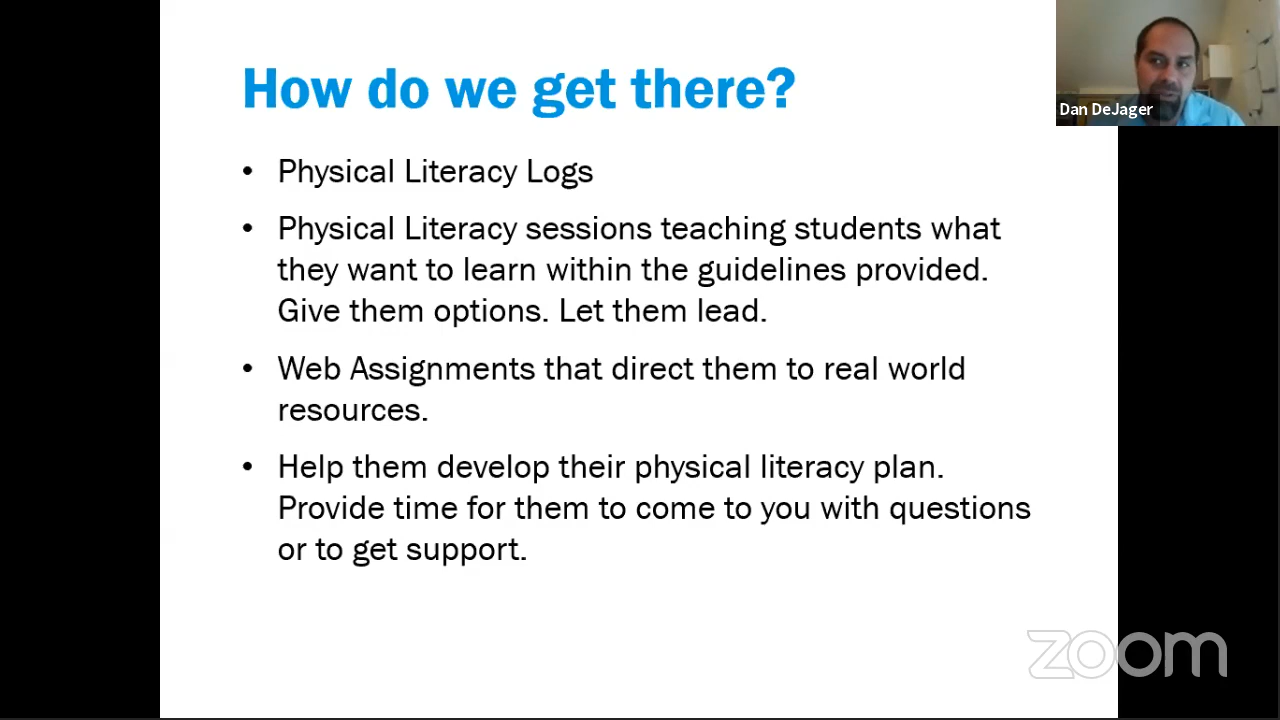 How do we get there?
Dan DeJager
• Physical Literacy Logs
• Physical Literacy sessions teaching students what
they want to learn within the guidelines provided.
Give them options. Let them lead.
• Web Assignments that direct them to real world
resources.
• Help them develop their physical literacy plan.
Provide time for them to come to you with questions
or to get support.
zoom